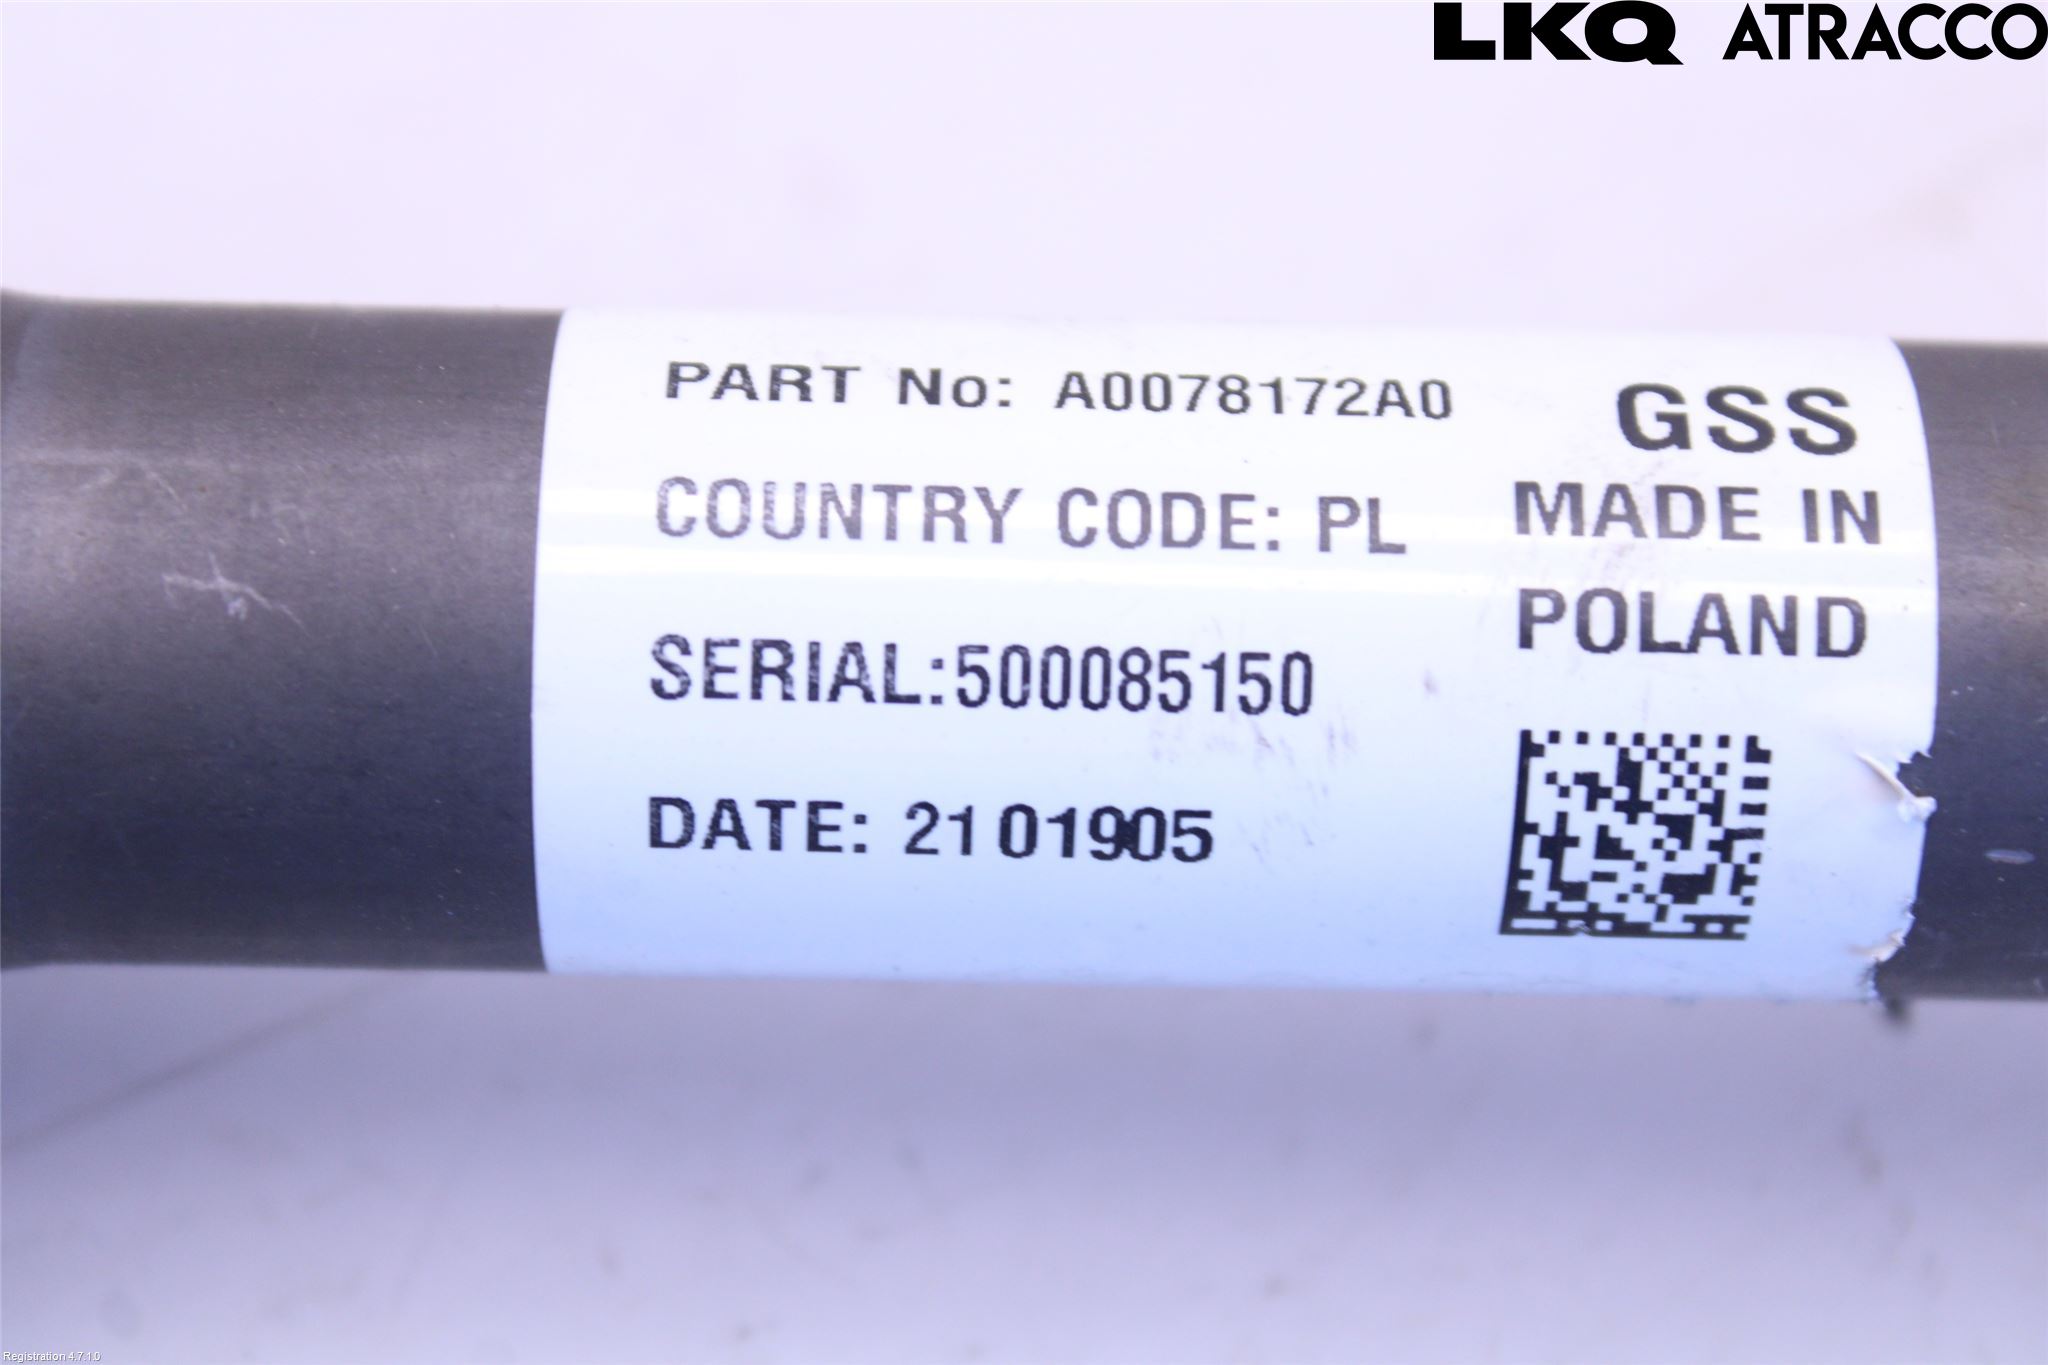 LKQ ATRACCO
PART No: A0078172A0
GSS
COUNTRY CODE: PL
MADE IN
POLAND
SERIAL:500085150
DATE: 2101905
Registration 4.7.1.0